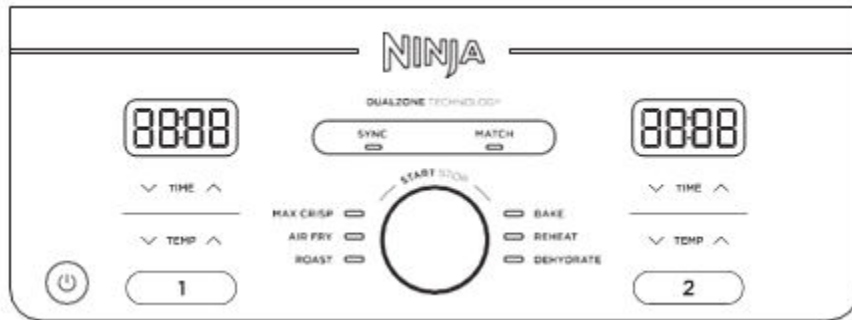 NINJA
DUALZONE TECHNOLOGY
88:88
88:88
SYNC
MATCH
TIME
TIME
START STOP
MAX CRISP
BAKE
AIR FRY
REHEAT
TEMP
TEMP
ROAST
DEHYDRATE
1
2